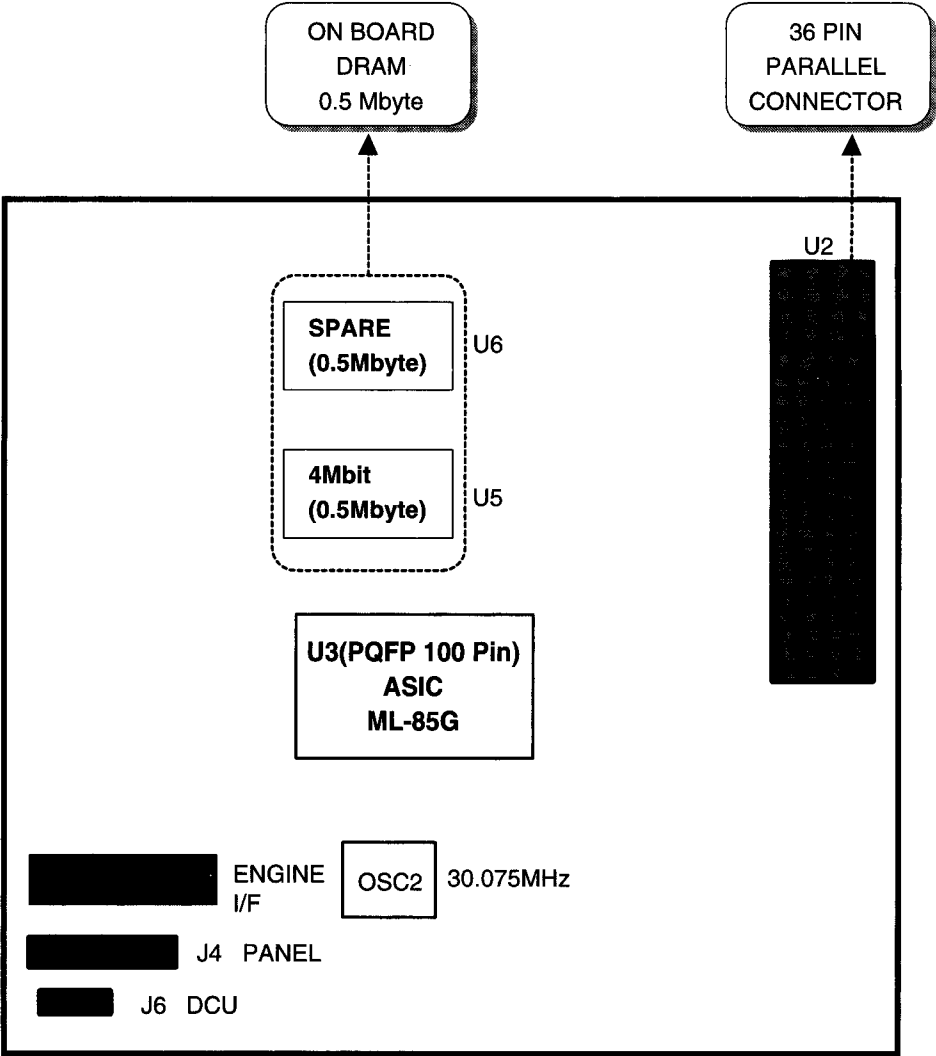 ON BOARD
DRAM
0.5 Mbyte
36 PIN
PARALLEL
CONNECTOR
U2
SPARE
(0.5Mbyte)
U6
4Mbit
(0.5Mbyte)
U5
U3(PQFP 100 Pin)
ASIC
ML-85G
ENGINE
I/F
OSC2
30.075MHz
J4 PANEL
J6 DCU